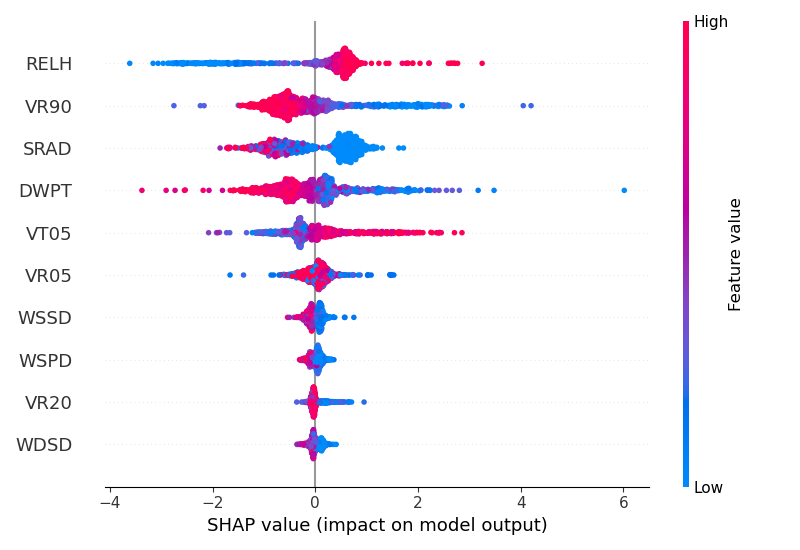 High
RELH
VR90
SRAD
DWPT
VT05
VR05
WSSD
WSPD
VR20
WDSD
Feature value
Low
−4 −2 0 2 4 6
SHAP value (impact on model output)